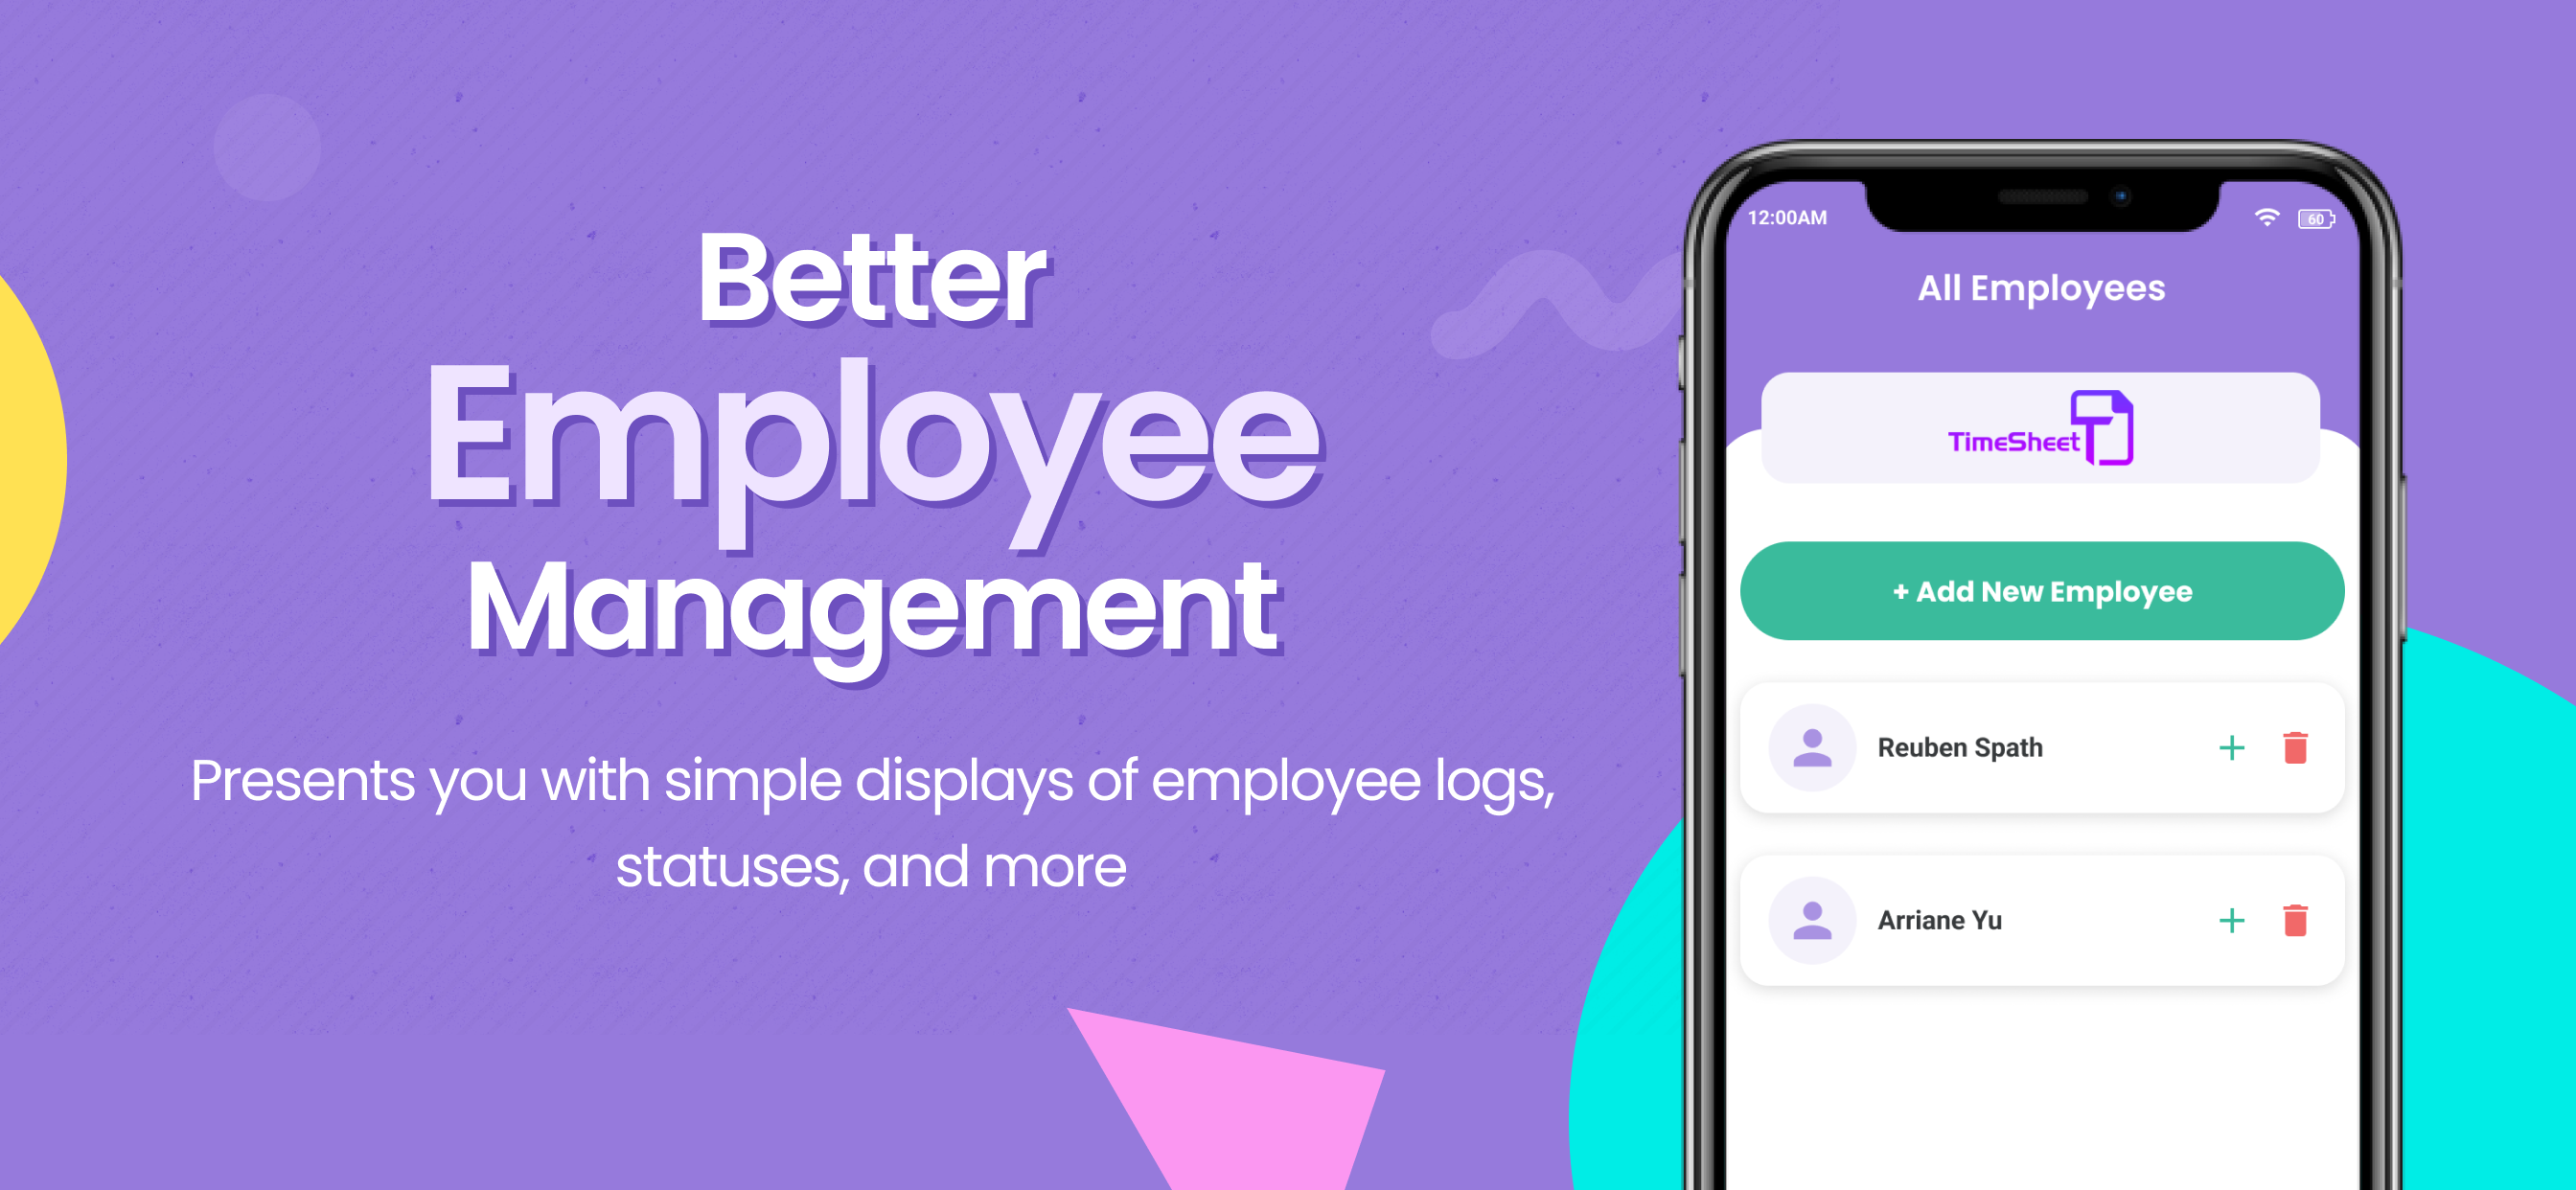 Better
Employee
Management
Presents you with simple displays of employee logs,
statuses, and more
12:00AM
60
All Employees
TimeSheet
+ Add New Employee
Reuben Spath
Arriane Yu